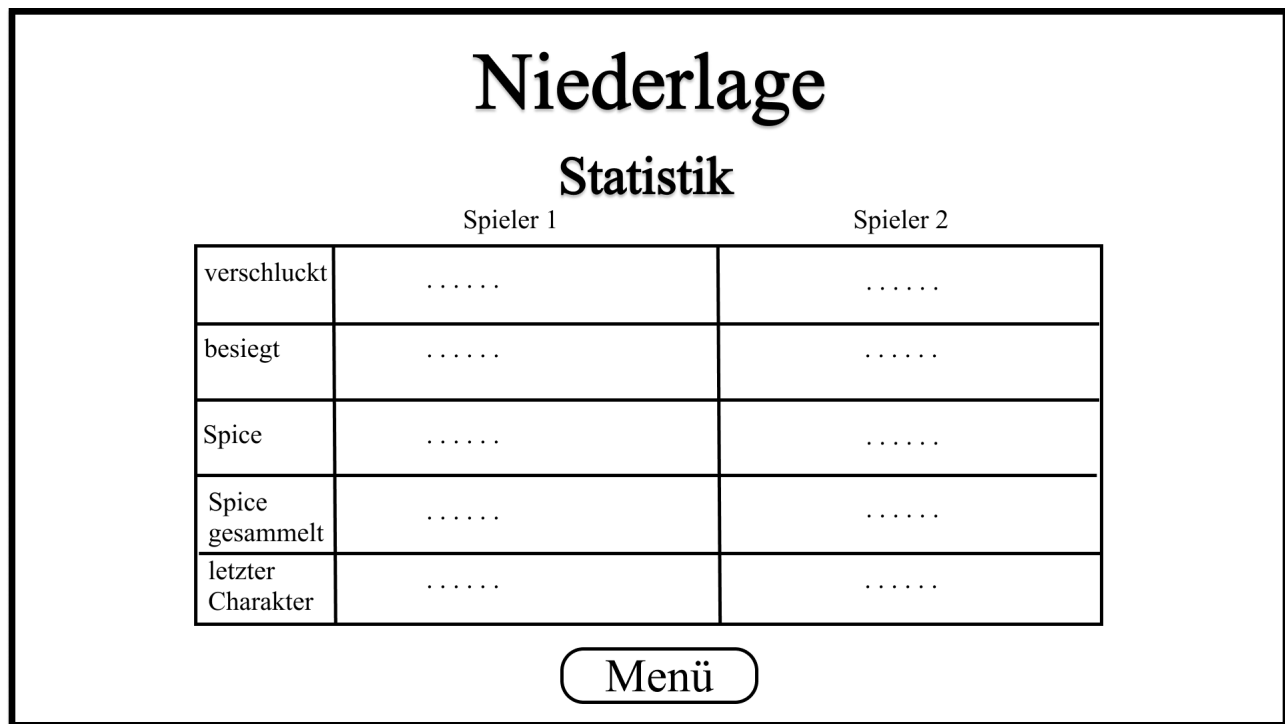 Niederlage
Statistik
Spieler 1 Spieler 2
verschluckt . . . . . . . . . . . .
besiegt . . . . . . . . . . . .
Spice . . . . . . . . . . . .
Spice
gesammelt . . . . . . . . . . . .
letzter
Charakter . . . . . . . . . . . .
Menü